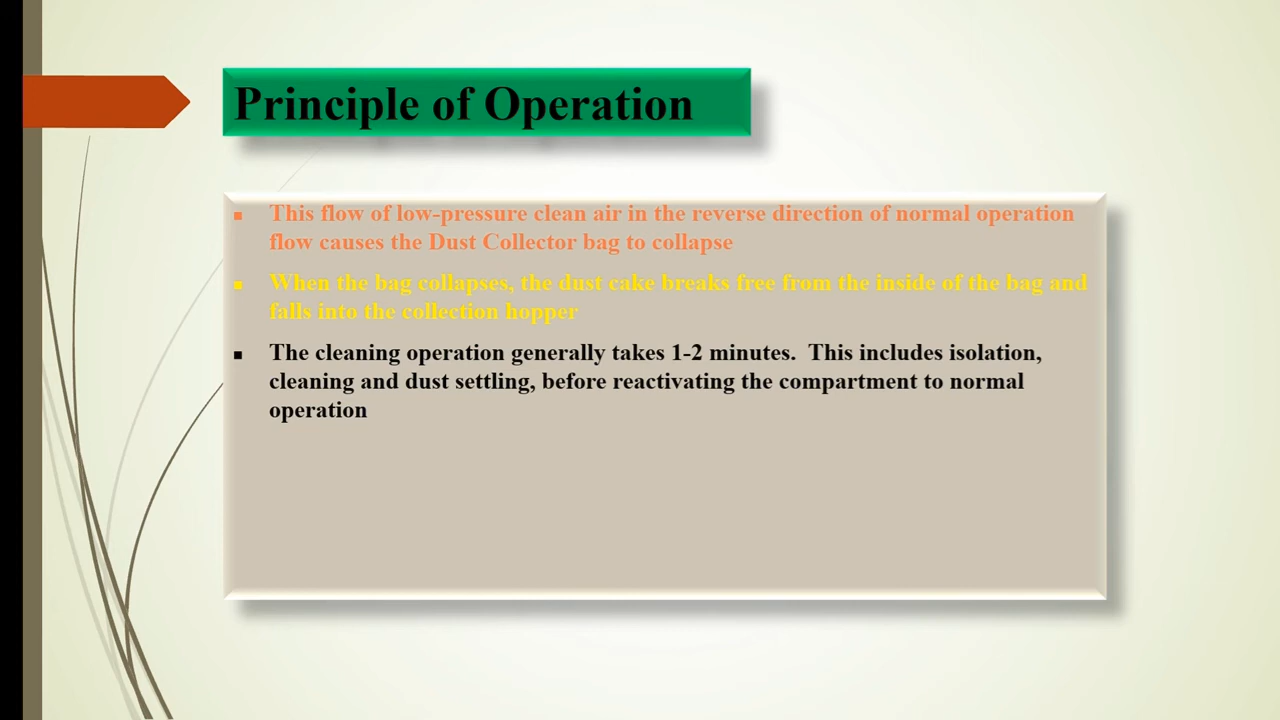 Principle of Operation
▪ This flow of low-pressure clean air in the reverse direction of normal operation
flow causes the Dust Collector bag to collapse
▪ When the bag collapses, the dust cake breaks free from the inside of the bag and
falls into the collection hopper
▪ The cleaning operation generally takes 1-2 minutes.  This includes isolation,
cleaning and dust settling, before reactivating the compartment to normal
operation